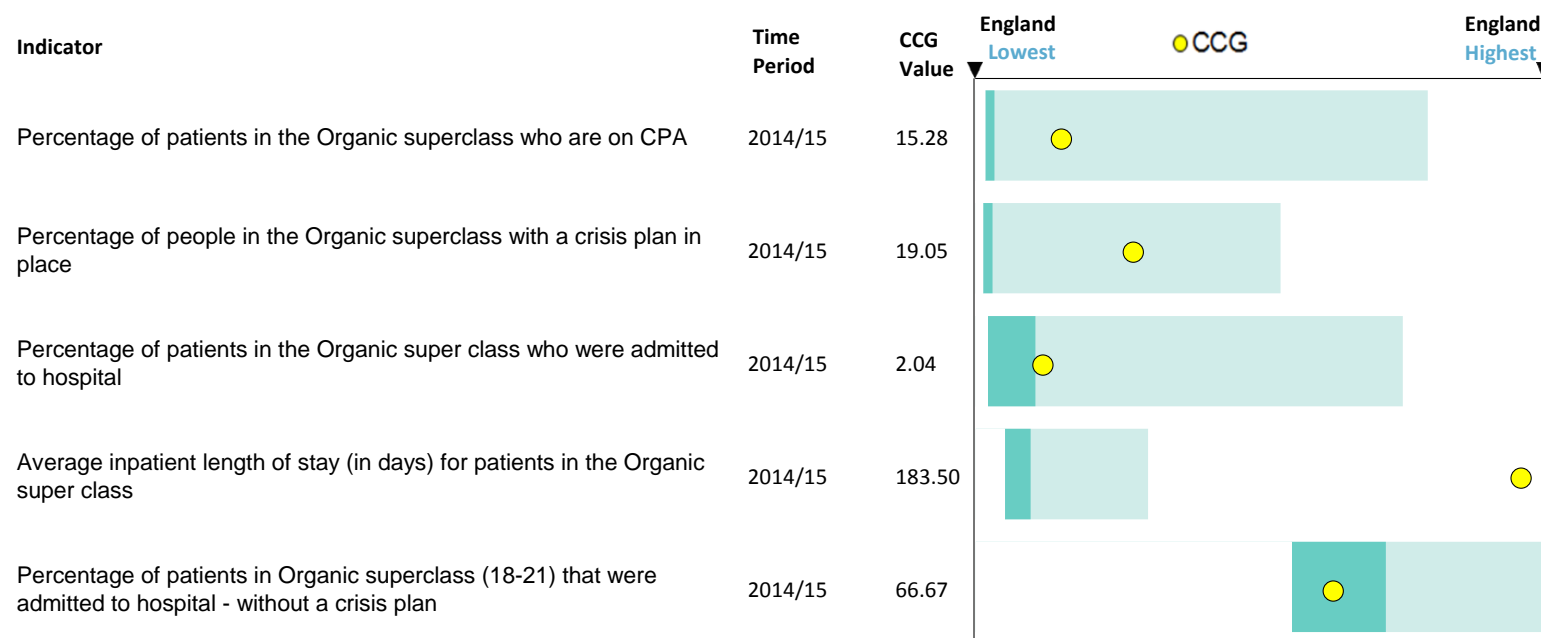 Indicator
Time
Period
CCG
Value
England
Lowest
CCG
England
Highest
Percentage of patients in the Organic superclass who are on CPA
2014/15
15.28
Percentage of people in the Organic superclass with a crisis plan in
place
2014/15
19.05
Percentage of patients in the Organic super class who were admitted
to hospital
2014/15
2.04
Average inpatient length of stay (in days) for patients in the Organic
super class
2014/15
183.50
Percentage of patients in Organic superclass (18-21) that were
admitted to hospital - without a crisis plan
2014/15
66.67